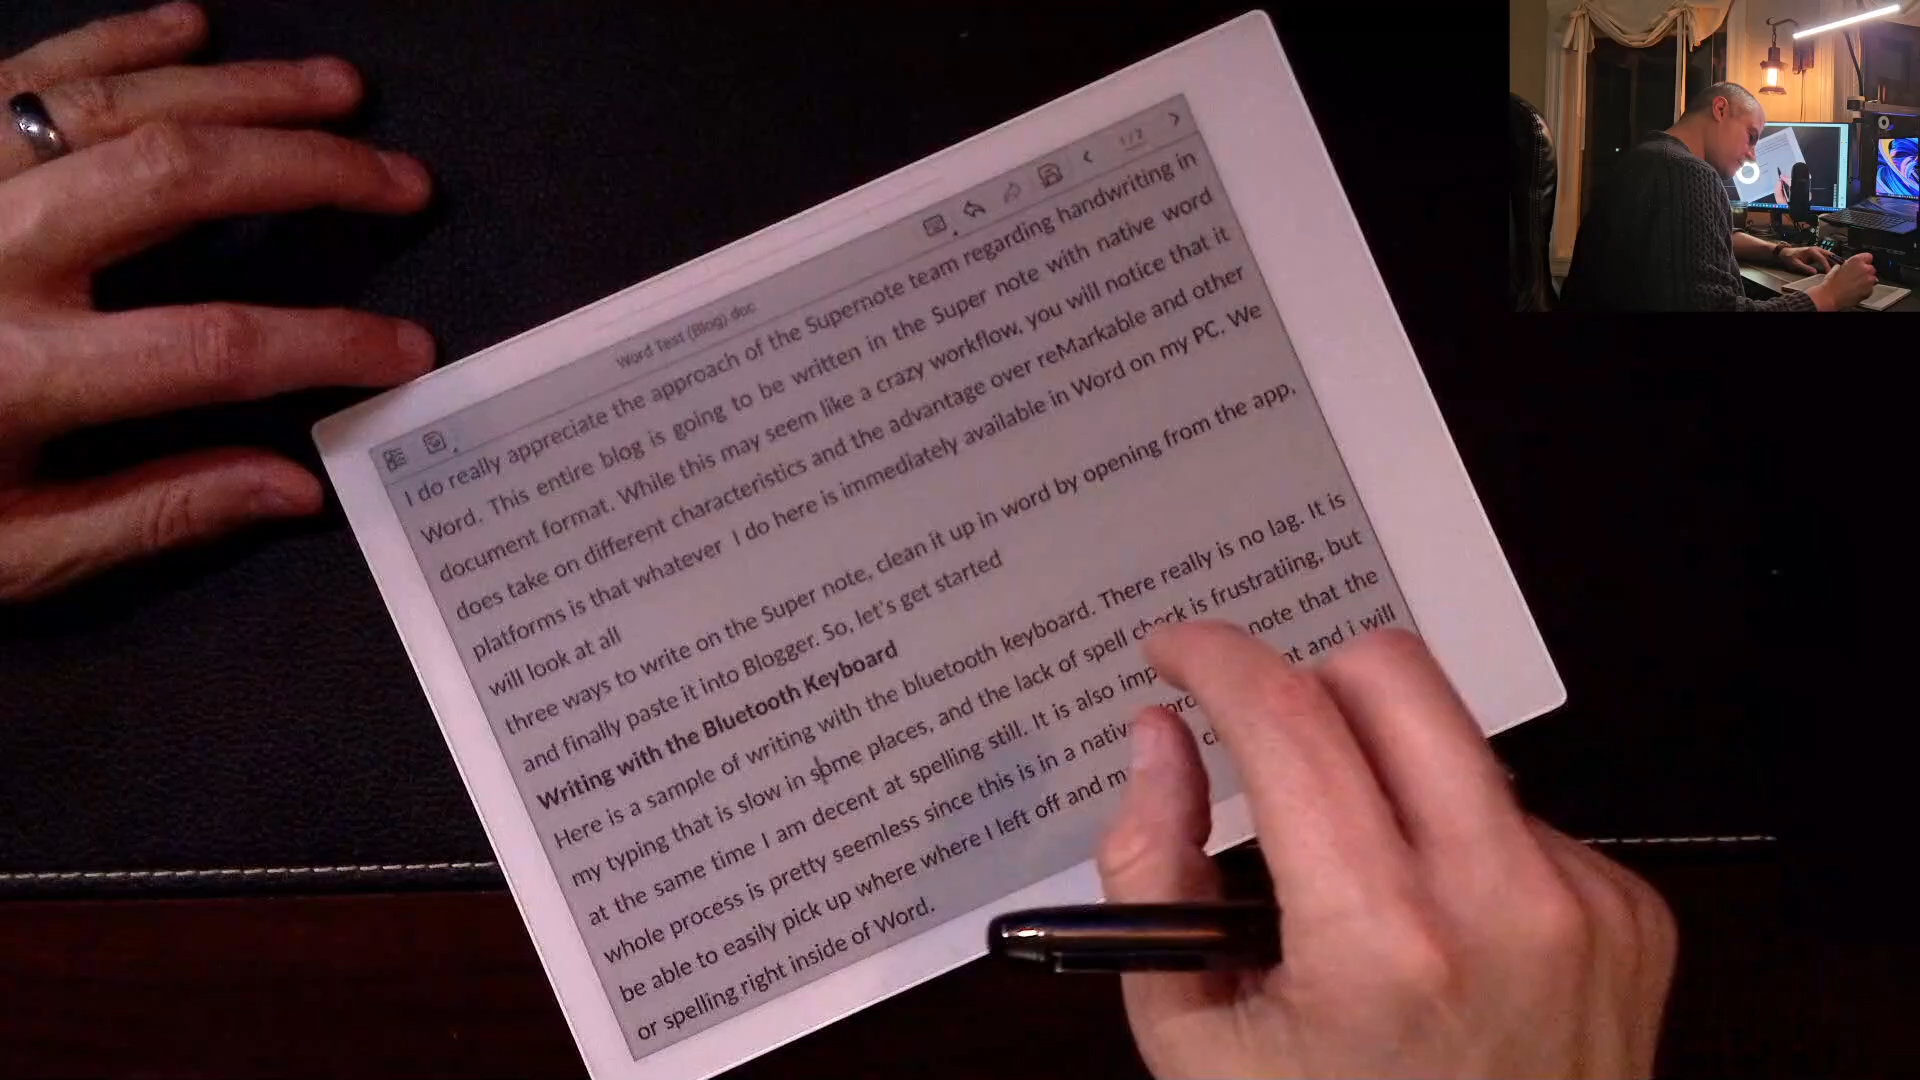 1/2
Word Test (Blog).doc
I do really appreciate the approach of the Supernote team regarding handwriting in
Word. This entire blog is going to be written in the Super note with native word
document format. While this may seem like a crazy workflow, you will notice that it
does take on different characteristics and the advantage over reMarkable and other
platforms is that whatever I do here is immediately available in Word on my PC. We
will look at all
three ways to write on the Super note, clean it up in word by opening from the app,
and finally paste it into Blogger. So, let's get started
Writing with the Bluetooth Keyboard
Here is a sample of writing with the bluetooth keyboard. There really is no lag. It is
my typing that is slow in some places, and the lack of spell check is frustratiing, but
at the same time I am decent at spelling still. It is also note that the
whole process is pretty seemless since this is in a and i will
be able to easily pick up where where I left off and
or spelling right inside of Word.